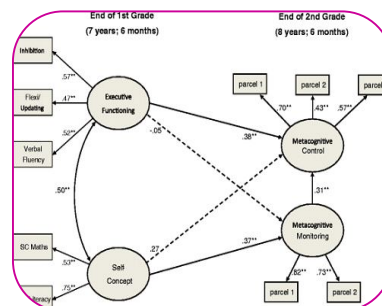 End of 1st Grade
(7 years; 6 months)
End of 2nd Grade
(8 years; 6 months)
Inhibition
Flexi/
Updating
Verbal
Fluency
SC Maths
.57**
.47**
.52**
.50**
.53**
.75**
Executive
Functioning
Self
Concept
-.05
.38**
.27
.37**
parcel 1
parcel 2
.70**
.43**
.57**
Metacognitive
Control
.31**
Metacognitive
Monitoring
.82**
.73**
parcel 1
parcel 2